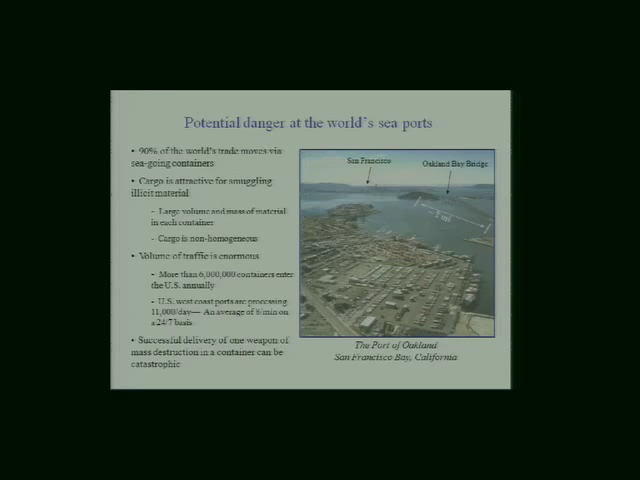 Potential danger at the world's sea ports
• 90% of the world's trade moves via
sea-going containers
• Cargo is attractive for smuggling
illicit material
- Large volume and mass of material
in each container
- Cargo is non-homogeneous
• Volume of traffic is enormous
- More than 6,000,000 containers enter
the U.S. annually
- U.S. west coast ports are processing
11,000/day— An average of 8/min on
a 24/7 basis
• Successful delivery of one weapon of
mass destruction in a container can be
catastrophic
San Francisco
Oakland Bay Bridge
mi
The Port of Oakland
San Francisco Bay, California